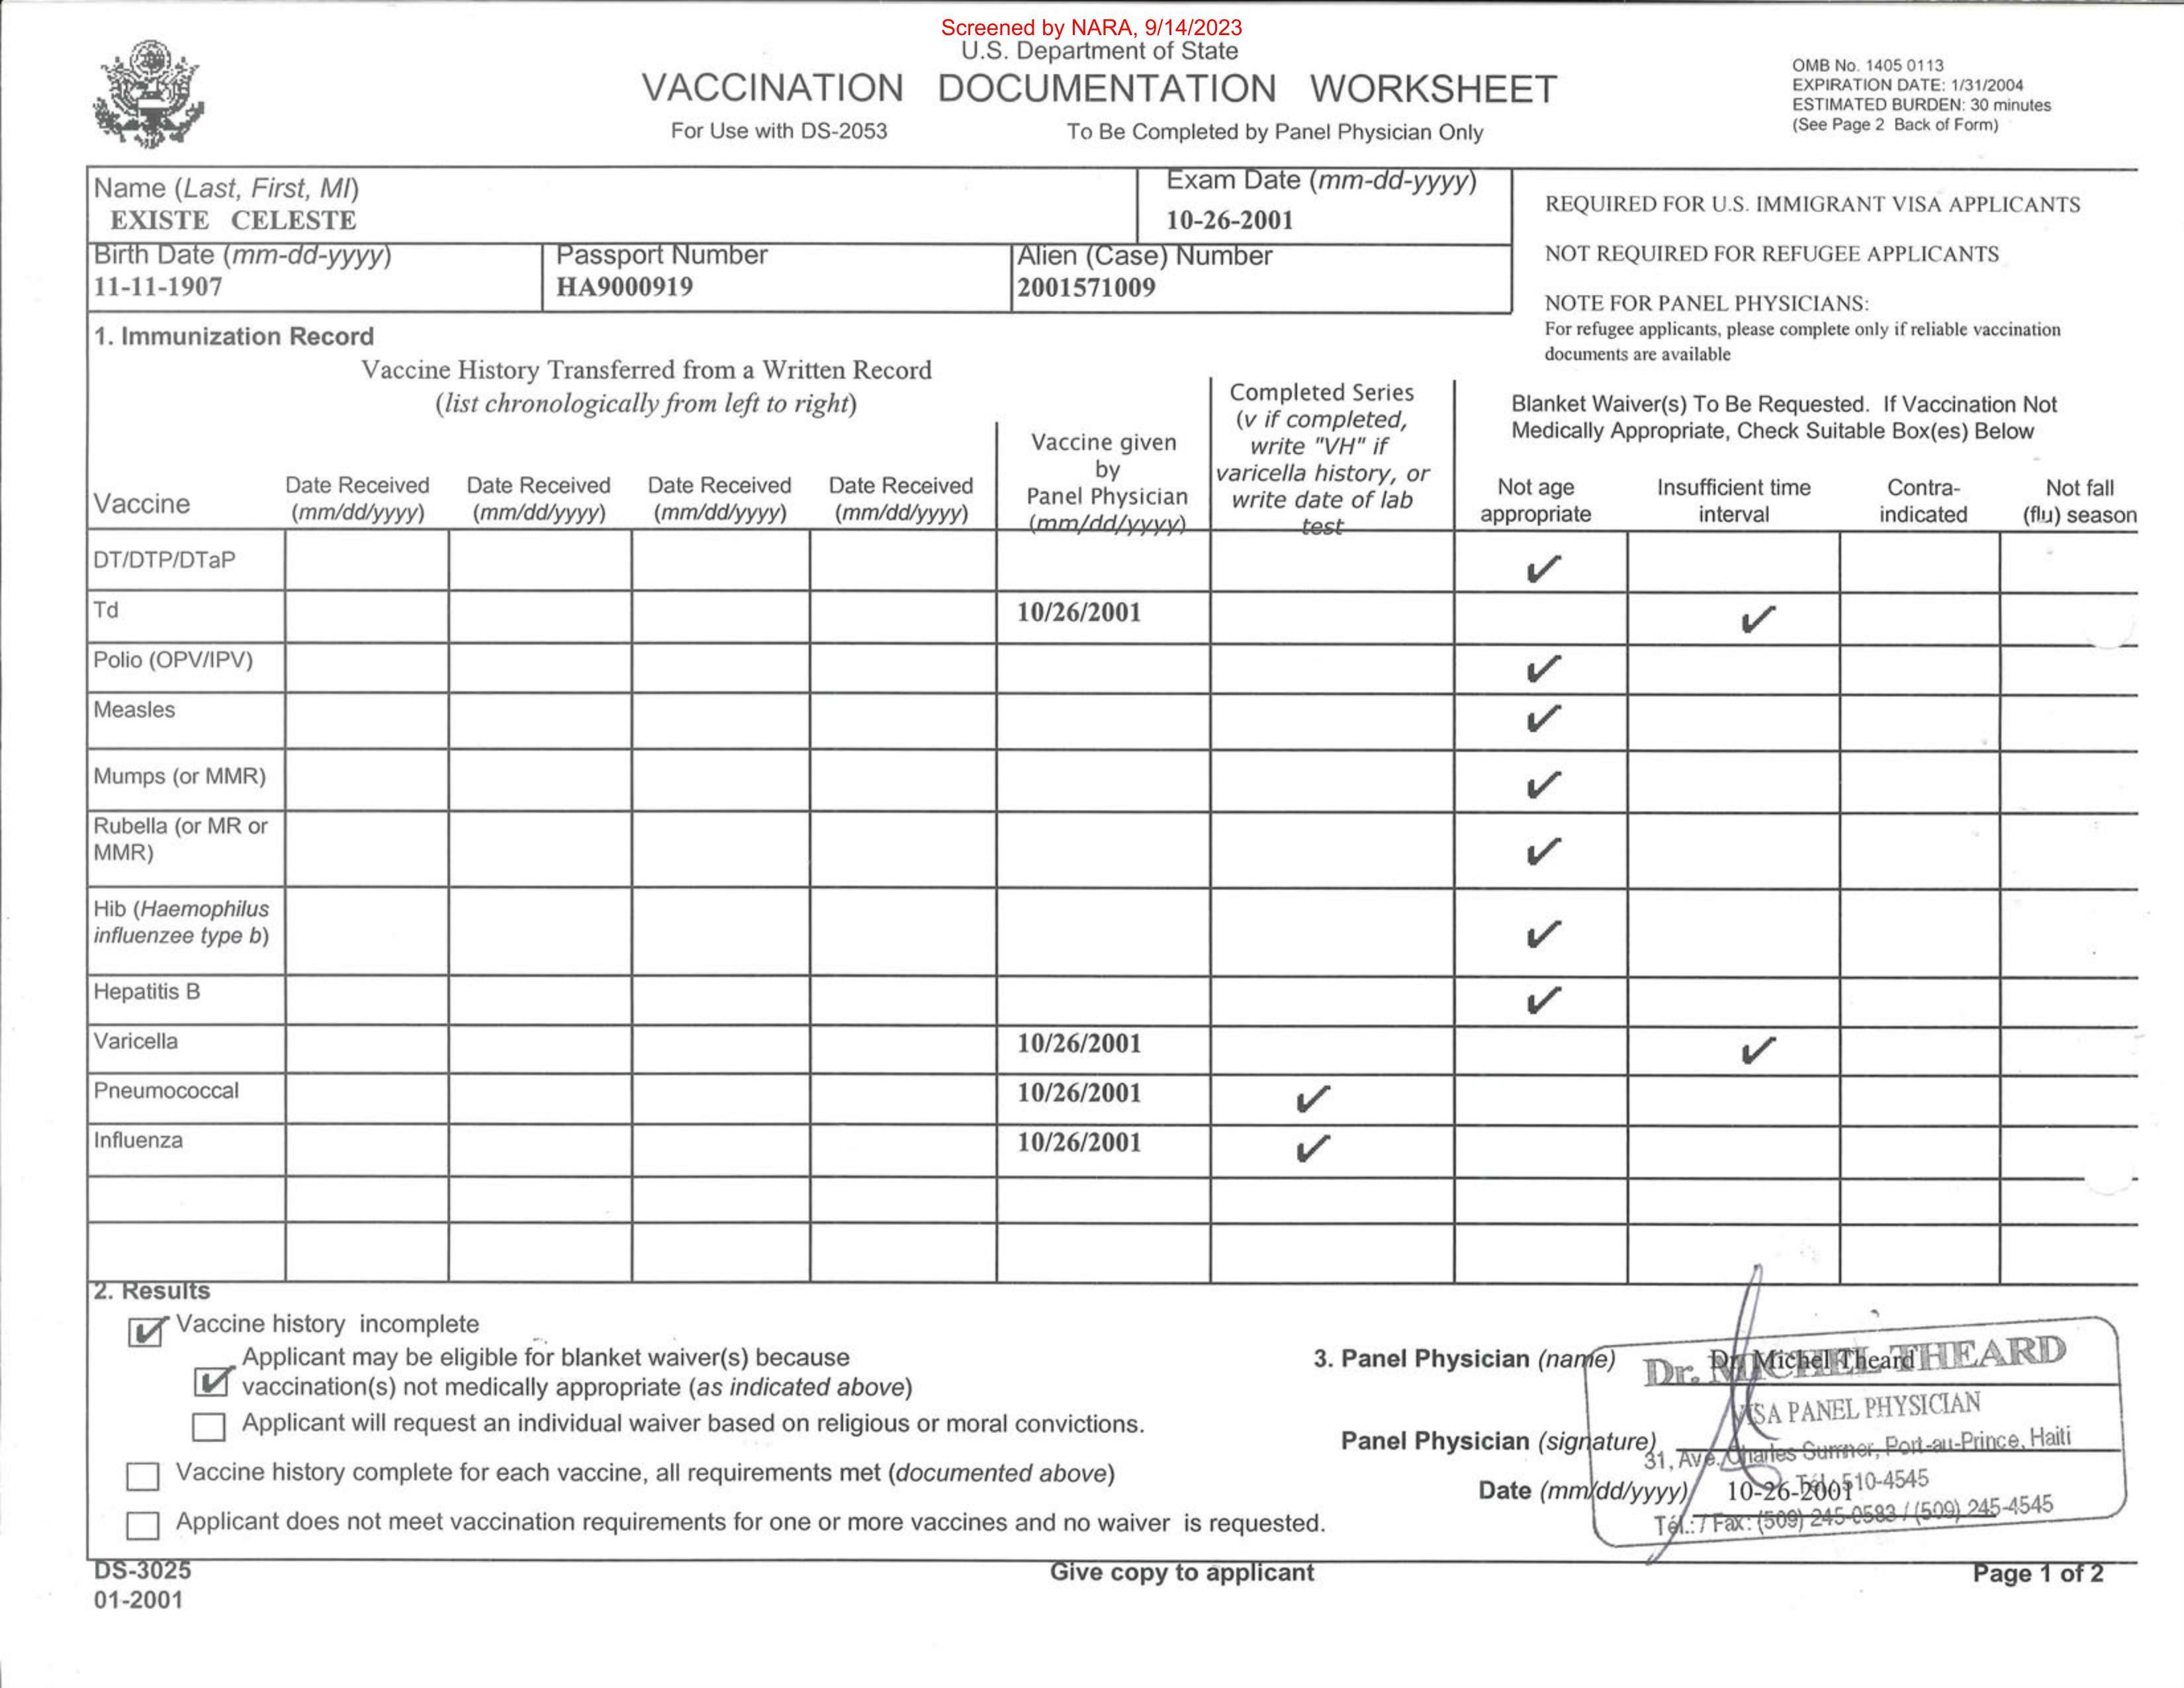 Screened by NARA, 9/14/2023
U.S. Department of State
VACCINATION DOCUMENTATION WORKSHEET
For Use with DS-2053 To Be Completed by Panel Physician Only
OMB No. 1405 0113
EXPIRATION DATE: 1/31/2004
ESTIMATED BURDEN: 30 minutes
(See Page 2 Back of Form)
Name (Last, First, MI)
EXISTE CELESTE
Exam Date (mm-dd-yyyy)
10-26-2001
Birth Date (mm-dd-yyyy)
11-11-1907
Passport Number
HA9000919
Alien (Case) Number
2001571009
REQUIRED FOR U.S. IMMIGRANT VISA APPLICANTS
NOT REQUIRED FOR REFUGEE APPLICANTS
NOTE FOR PANEL PHYSICIANS:
For refugee applicants, please complete only if reliable vaccination
documents are available
1. Immunization Record
Vaccine History Transferred from a Written Record
(list chronologically from left to right)
Vaccine
Date Received
(mm/dd/yyyy)
Date Received
(mm/dd/yyyy)
Date Received
(mm/dd/yyyy)
Date Received
(mm/dd/yyyy)
Vaccine given
by
Panel Physician
(mm/dd/yyyy)
Completed Series
(v if completed,
write "VH" if
varicella history, or
write date of lab
test
Blanket Waiver(s) To Be Requested. If Vaccination Not
Medically Appropriate, Check Suitable Box(es) Below
Not age
appropriate
Insufficient time
interval
Contra-
indicated
Not fall
(flu) season
DT/DTP/DTaP ✔
Td 10/26/2001 ✔
Polio (OPV/IPV) ✔
Measles ✔
Mumps (or MMR) ✔
Rubella (or MR or
MMR) ✔
Hib (Haemophilus
influenzee type b) ✔
Hepatitis B ✔
Varicella 10/26/2001 ✔
Pneumococcal 10/26/2001 ✔
Influenza 10/26/2001 ✔
2. Results
✔ Vaccine history incomplete
✔ Applicant may be eligible for blanket waiver(s) because
vaccination(s) not medically appropriate (as indicated above)
Applicant will request an individual waiver based on religious or moral convictions.
Vaccine history complete for each vaccine, all requirements met (documented above)
Applicant does not meet vaccination requirements for one or more vaccines and no waiver is requested.
3. Panel Physician (name) Dr. Michel Theard
Dr. MICHEL THEARD
VISA PANEL PHYSICIAN
Panel Physician (signature)
31, Ave. Charles Sumner, Port-au-Prince, Haiti
Date (mm/dd/yyyy) 10-26-2001
Tél.: 510-4545
Tél.: / Fax: (509) 245-0583 / (509) 245-4545
DS-3025
01-2001
Give copy to applicant
Page 1 of 2